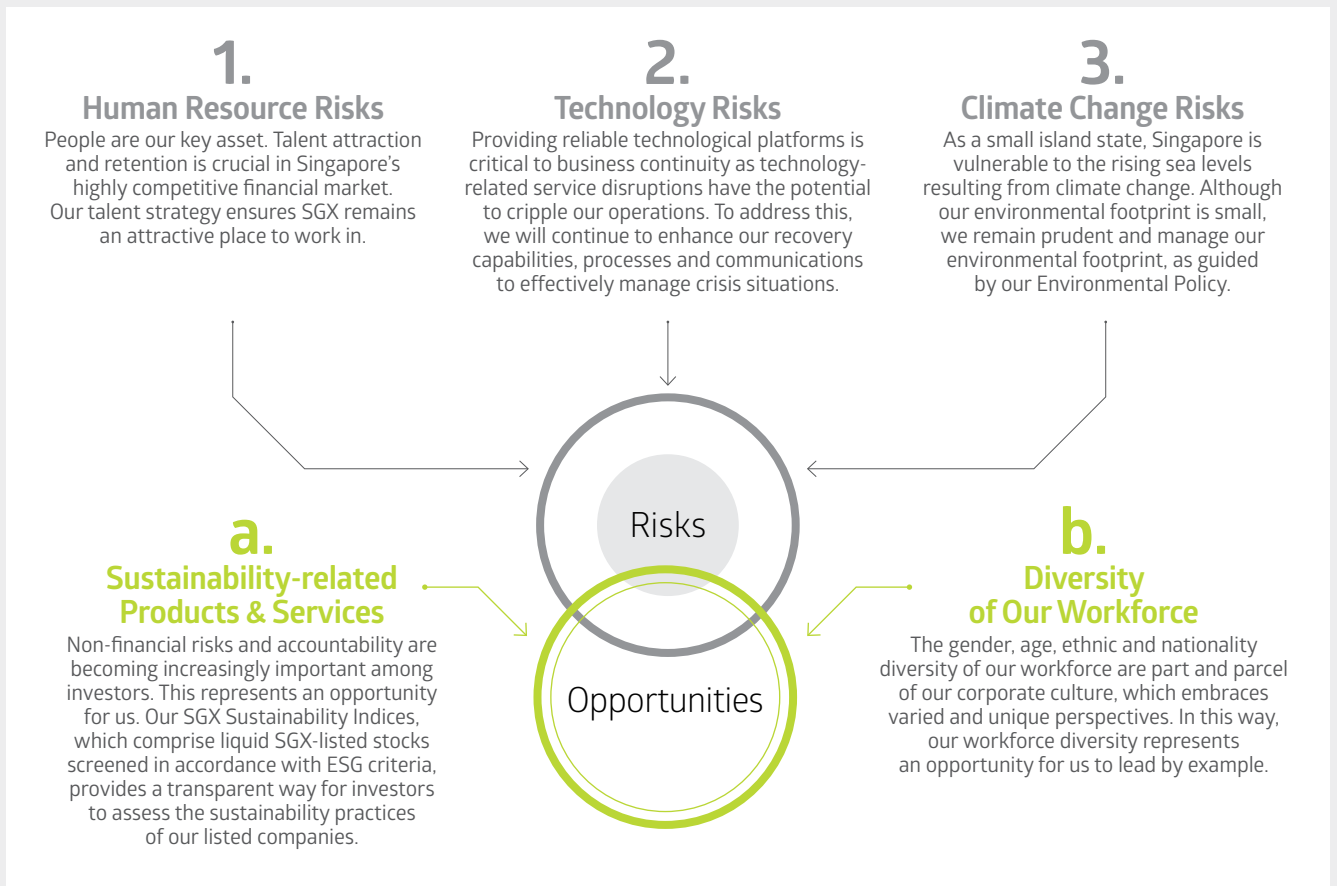 1.
Human Resource Risks
People are our key asset. Talent attraction
and retention is crucial in Singapore's
highly competitive financial market.
Our talent strategy ensures SGX remains
an attractive place to work in.
2.
Technology Risks
Providing reliable technological platforms is
critical to business continuity as technology-
related service disruptions have the potential
to cripple our operations. To address this,
we will continue to enhance our recovery
capabilities, processes and communications
to effectively manage crisis situations.
3.
Climate Change Risks
As a small island state, Singapore is
vulnerable to the rising sea levels
resulting from climate change. Although
our environmental footprint is small,
we remain prudent and manage our
environmental footprint, as guided
by our Environmental Policy.
Risks
Opportunities
a.
Sustainability-related
Products & Services
Non-financial risks and accountability are
becoming increasingly important among
investors. This represents an opportunity
for us. Our SGX Sustainability Indices,
which comprise liquid SGX-listed stocks
screened in accordance with ESG criteria,
provides a transparent way for investors
to assess the sustainability practices
of our listed companies.
b.
Diversity
of Our Workforce
The gender, age, ethnic and nationality
diversity of our workforce are part and parcel
of our corporate culture, which embraces
varied and unique perspectives. In this way,
our workforce diversity represents
an opportunity for us to lead by example.